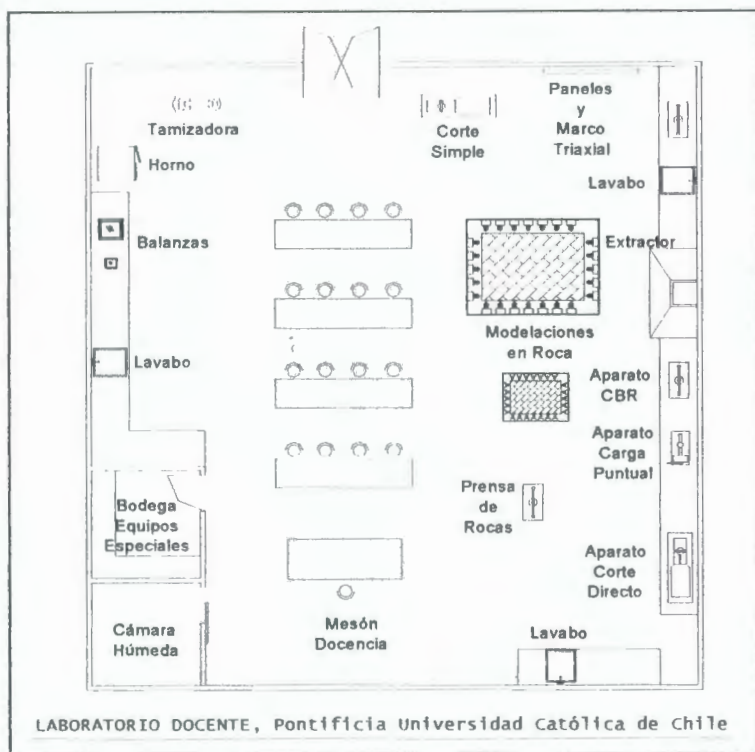 Paneles
y
Marco
Triaxial
Tamizadora
Corte
Simple
Horno
Lavabo
Balanzas
Extractor
Modelaciones
en Roca
Lavabo
Aparato
CBR
Aparato
Carga
Puntual
Prensa
de
Rocas
Bodega
Equipos
Especiales
Aparato
Corte
Directo
Mesón
Docencia
Cámara
Húmeda
Lavabo
LABORATORIO DOCENTE, Pontificia Universidad Católica de Chile